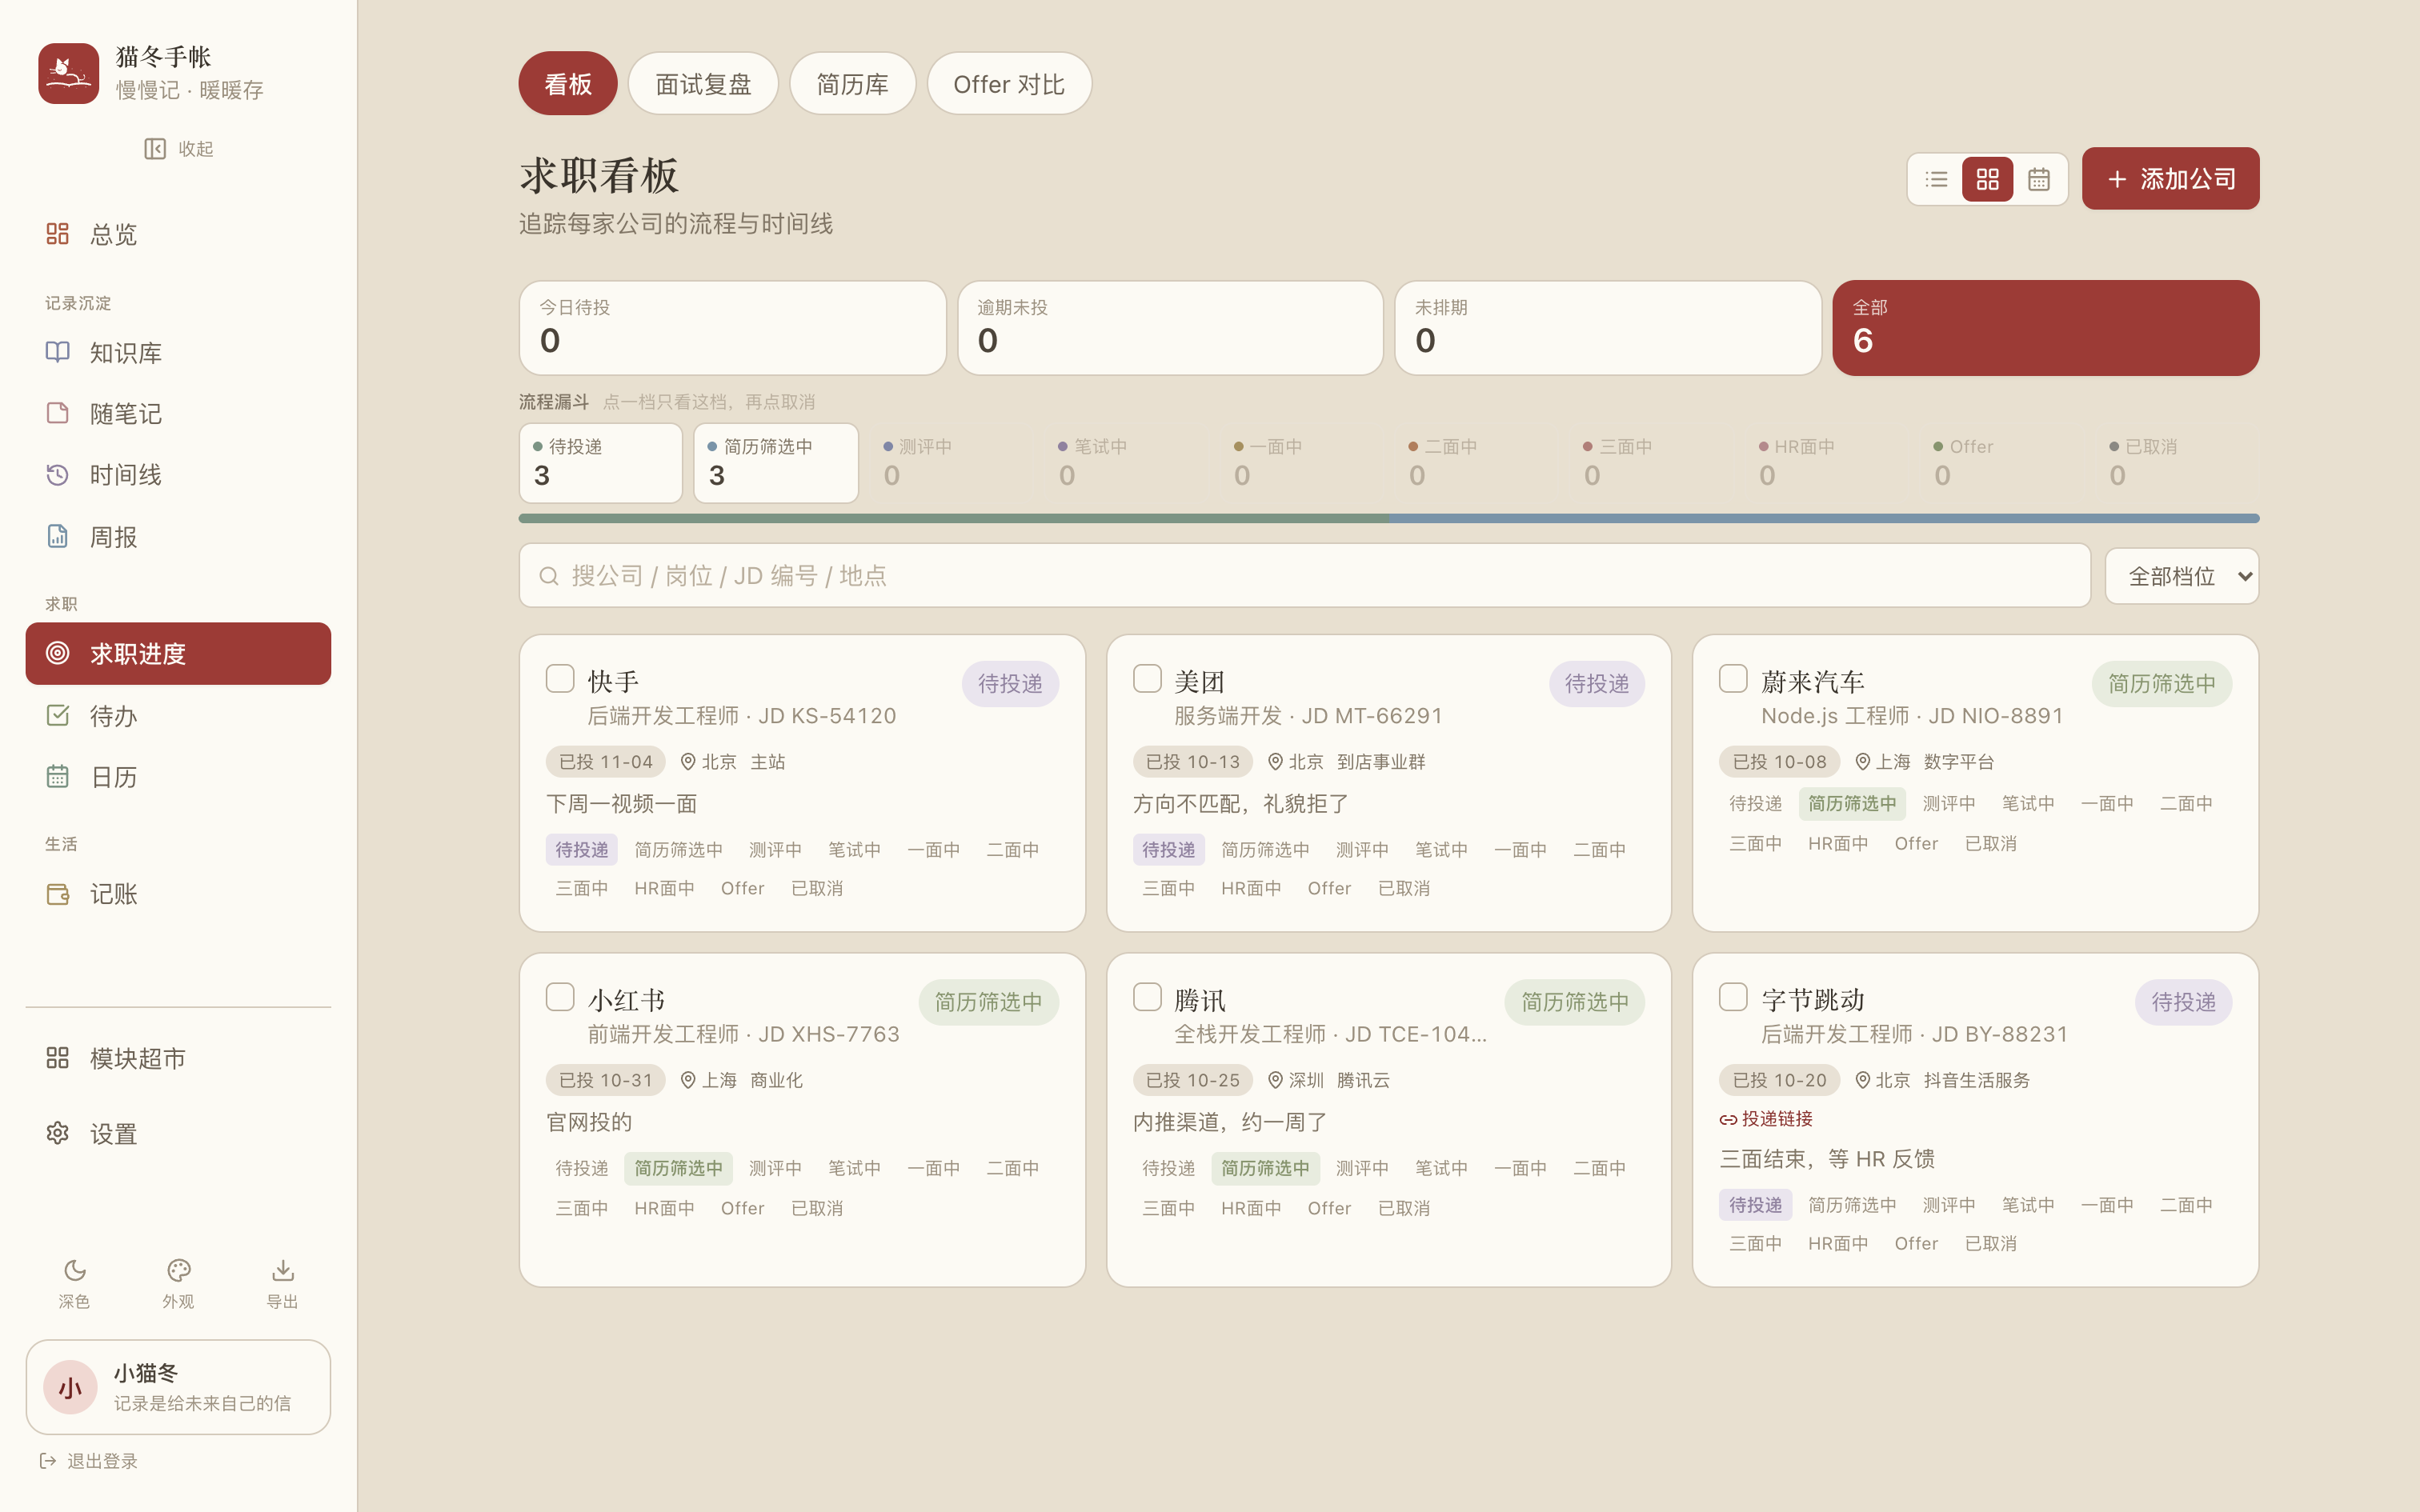 猫冬手帐
慢慢记 · 暖暖存
收起
总览
记录沉淀
知识库
随笔记
时间线
周报
求职
求职进度
待办
日历
生活
记账
模块超市
设置
深色 外观 导出
小
小猫冬
记录是给未来自己的信
退出登录
看板 面试复盘 简历库 Offer 对比
求职看板
追踪每家公司的流程与时间线
添加公司
今日待投 逾期未投 未排期 全部
0 0 0 6
流程漏斗 点一档只看这档，再点取消
待投递 简历筛选中 测评中 笔试中 一面中 二面中 三面中 HR面中 Offer 已取消
3 3 0 0 0 0 0 0 0 0
搜公司 / 岗位 / JD 编号 / 地点
全部档位
快手 待投递
后端开发工程师 · JD KS-54120
已投 11-04 北京 主站
下周一视频一面
待投递 简历筛选中 测评中 笔试中 一面中 二面中
三面中 HR面中 Offer 已取消
美团 待投递
服务端开发 · JD MT-66291
已投 10-13 北京 到店事业群
方向不匹配，礼貌拒了
待投递 简历筛选中 测评中 笔试中 一面中 二面中
三面中 HR面中 Offer 已取消
蔚来汽车 简历筛选中
Node.js 工程师 · JD NIO-8891
已投 10-08 上海 数字平台
待投递 简历筛选中 测评中 笔试中 一面中 二面中
三面中 HR面中 Offer 已取消
小红书 简历筛选中
前端开发工程师 · JD XHS-7763
已投 10-31 上海 商业化
官网投的
待投递 简历筛选中 测评中 笔试中 一面中 二面中
三面中 HR面中 Offer 已取消
腾讯 简历筛选中
全栈开发工程师 · JD TCE-104...
已投 10-25 深圳 腾讯云
内推渠道，约一周了
待投递 简历筛选中 测评中 笔试中 一面中 二面中
三面中 HR面中 Offer 已取消
字节跳动 待投递
后端开发工程师 · JD BY-88231
已投 10-20 北京 抖音生活服务
投递链接
三面结束，等 HR 反馈
待投递 简历筛选中 测评中 笔试中 一面中 二面中
三面中 HR面中 Offer 已取消